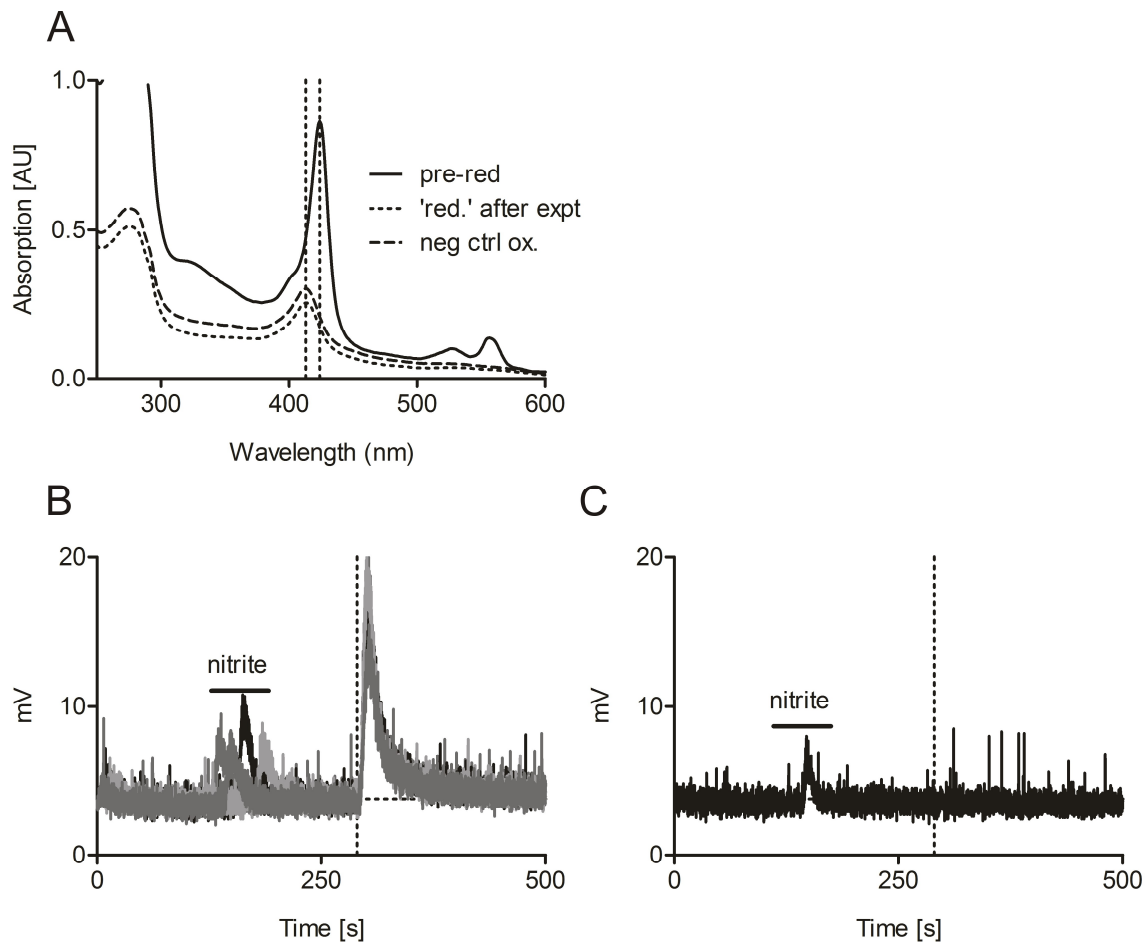 A
Absorption [AU]
1.0
0.5
0.0
pre-red
'red.' after expt
neg ctrl ox.
300 400 500 600
Wavelength (nm)
B
mV
20
10
0
nitrite
0 250 500
Time [s]
C
mV
20
10
0
nitrite
0 250 500
Time [s]